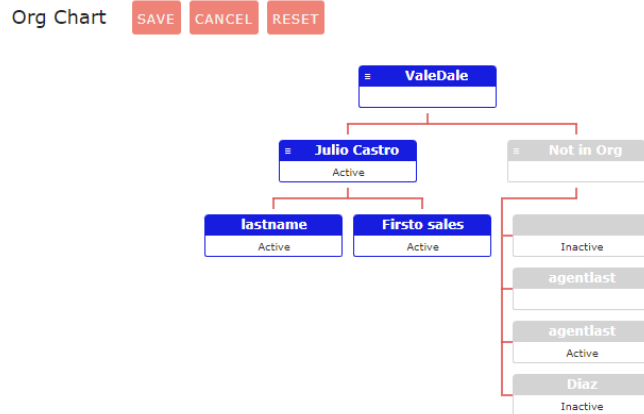 Org Chart SAVE CANCEL RESET
ValeDale
Julio Castro
Active
Not in Org
lastname
Active
Firsto sales
Active
Inactive
agentlast
agentlast
Active
Diaz
Inactive